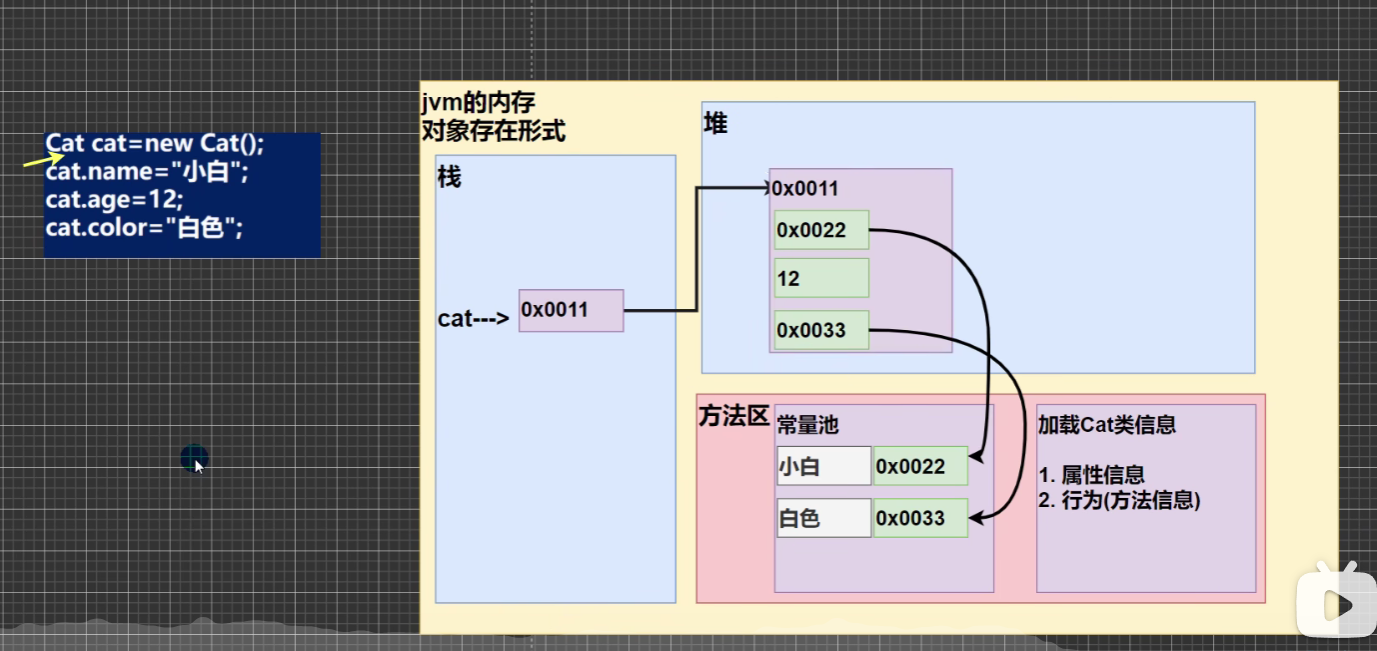 Cat cat=new Cat();
cat.name="小白";
cat.age=12;
cat.color="白色";
jvm的内存
对象存在形式
栈
cat--->
0x0011
堆
0x0011
0x0022
12
0x0033
方法区
常量池
小白
0x0022
白色
0x0033
加载Cat类信息
1. 属性信息
2. 行为(方法信息)